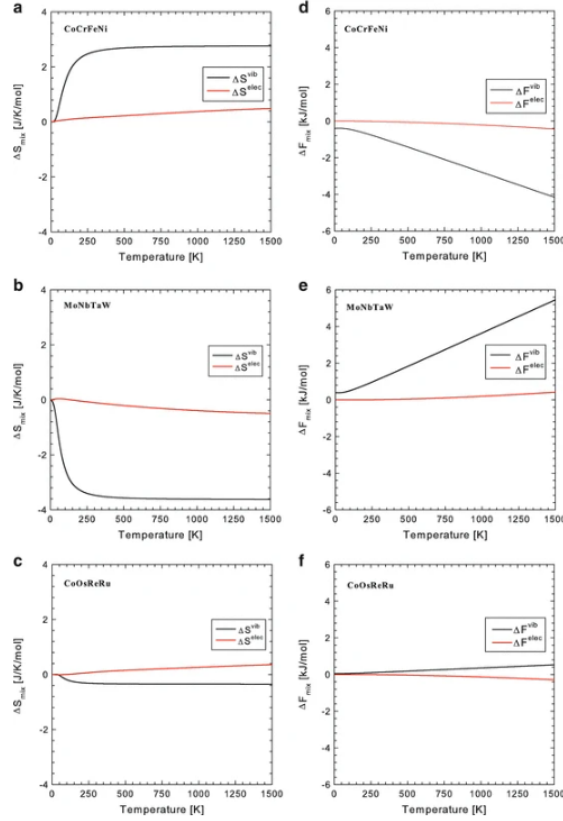 a
CoCrFeNi
ΔS^vib
ΔS^elec
ΔS_mix [J/K/mol]
4
2
0
-2
-4
0 250 500 750 1000 1250 1500
Temperature [K]
d
CoCrFeNi
ΔF^vib
ΔF^elec
ΔF_mix [kJ/mol]
6
4
2
0
-2
-4
-6
0 250 500 750 1000 1250 1500
Temperature [K]
b
MoNbTaW
ΔS^vib
ΔS^elec
ΔS_mix [J/K/mol]
4
2
0
-2
-4
0 250 500 750 1000 1250 1500
Temperature [K]
e
MoNbTaW
ΔF^vib
ΔF^elec
ΔF_mix [kJ/mol]
6
4
2
0
-2
-4
-6
0 250 500 750 1000 1250 1500
Temperature [K]
c
CoOsReRu
ΔS^vib
ΔS^elec
ΔS_mix [J/K/mol]
4
2
0
-2
-4
0 250 500 750 1000 1250 1500
Temperature [K]
f
CoOsReRu
ΔF^vib
ΔF^elec
ΔF_mix [kJ/mol]
6
4
2
0
-2
-4
-6
0 250 500 750 1000 1250 1500
Temperature [K]